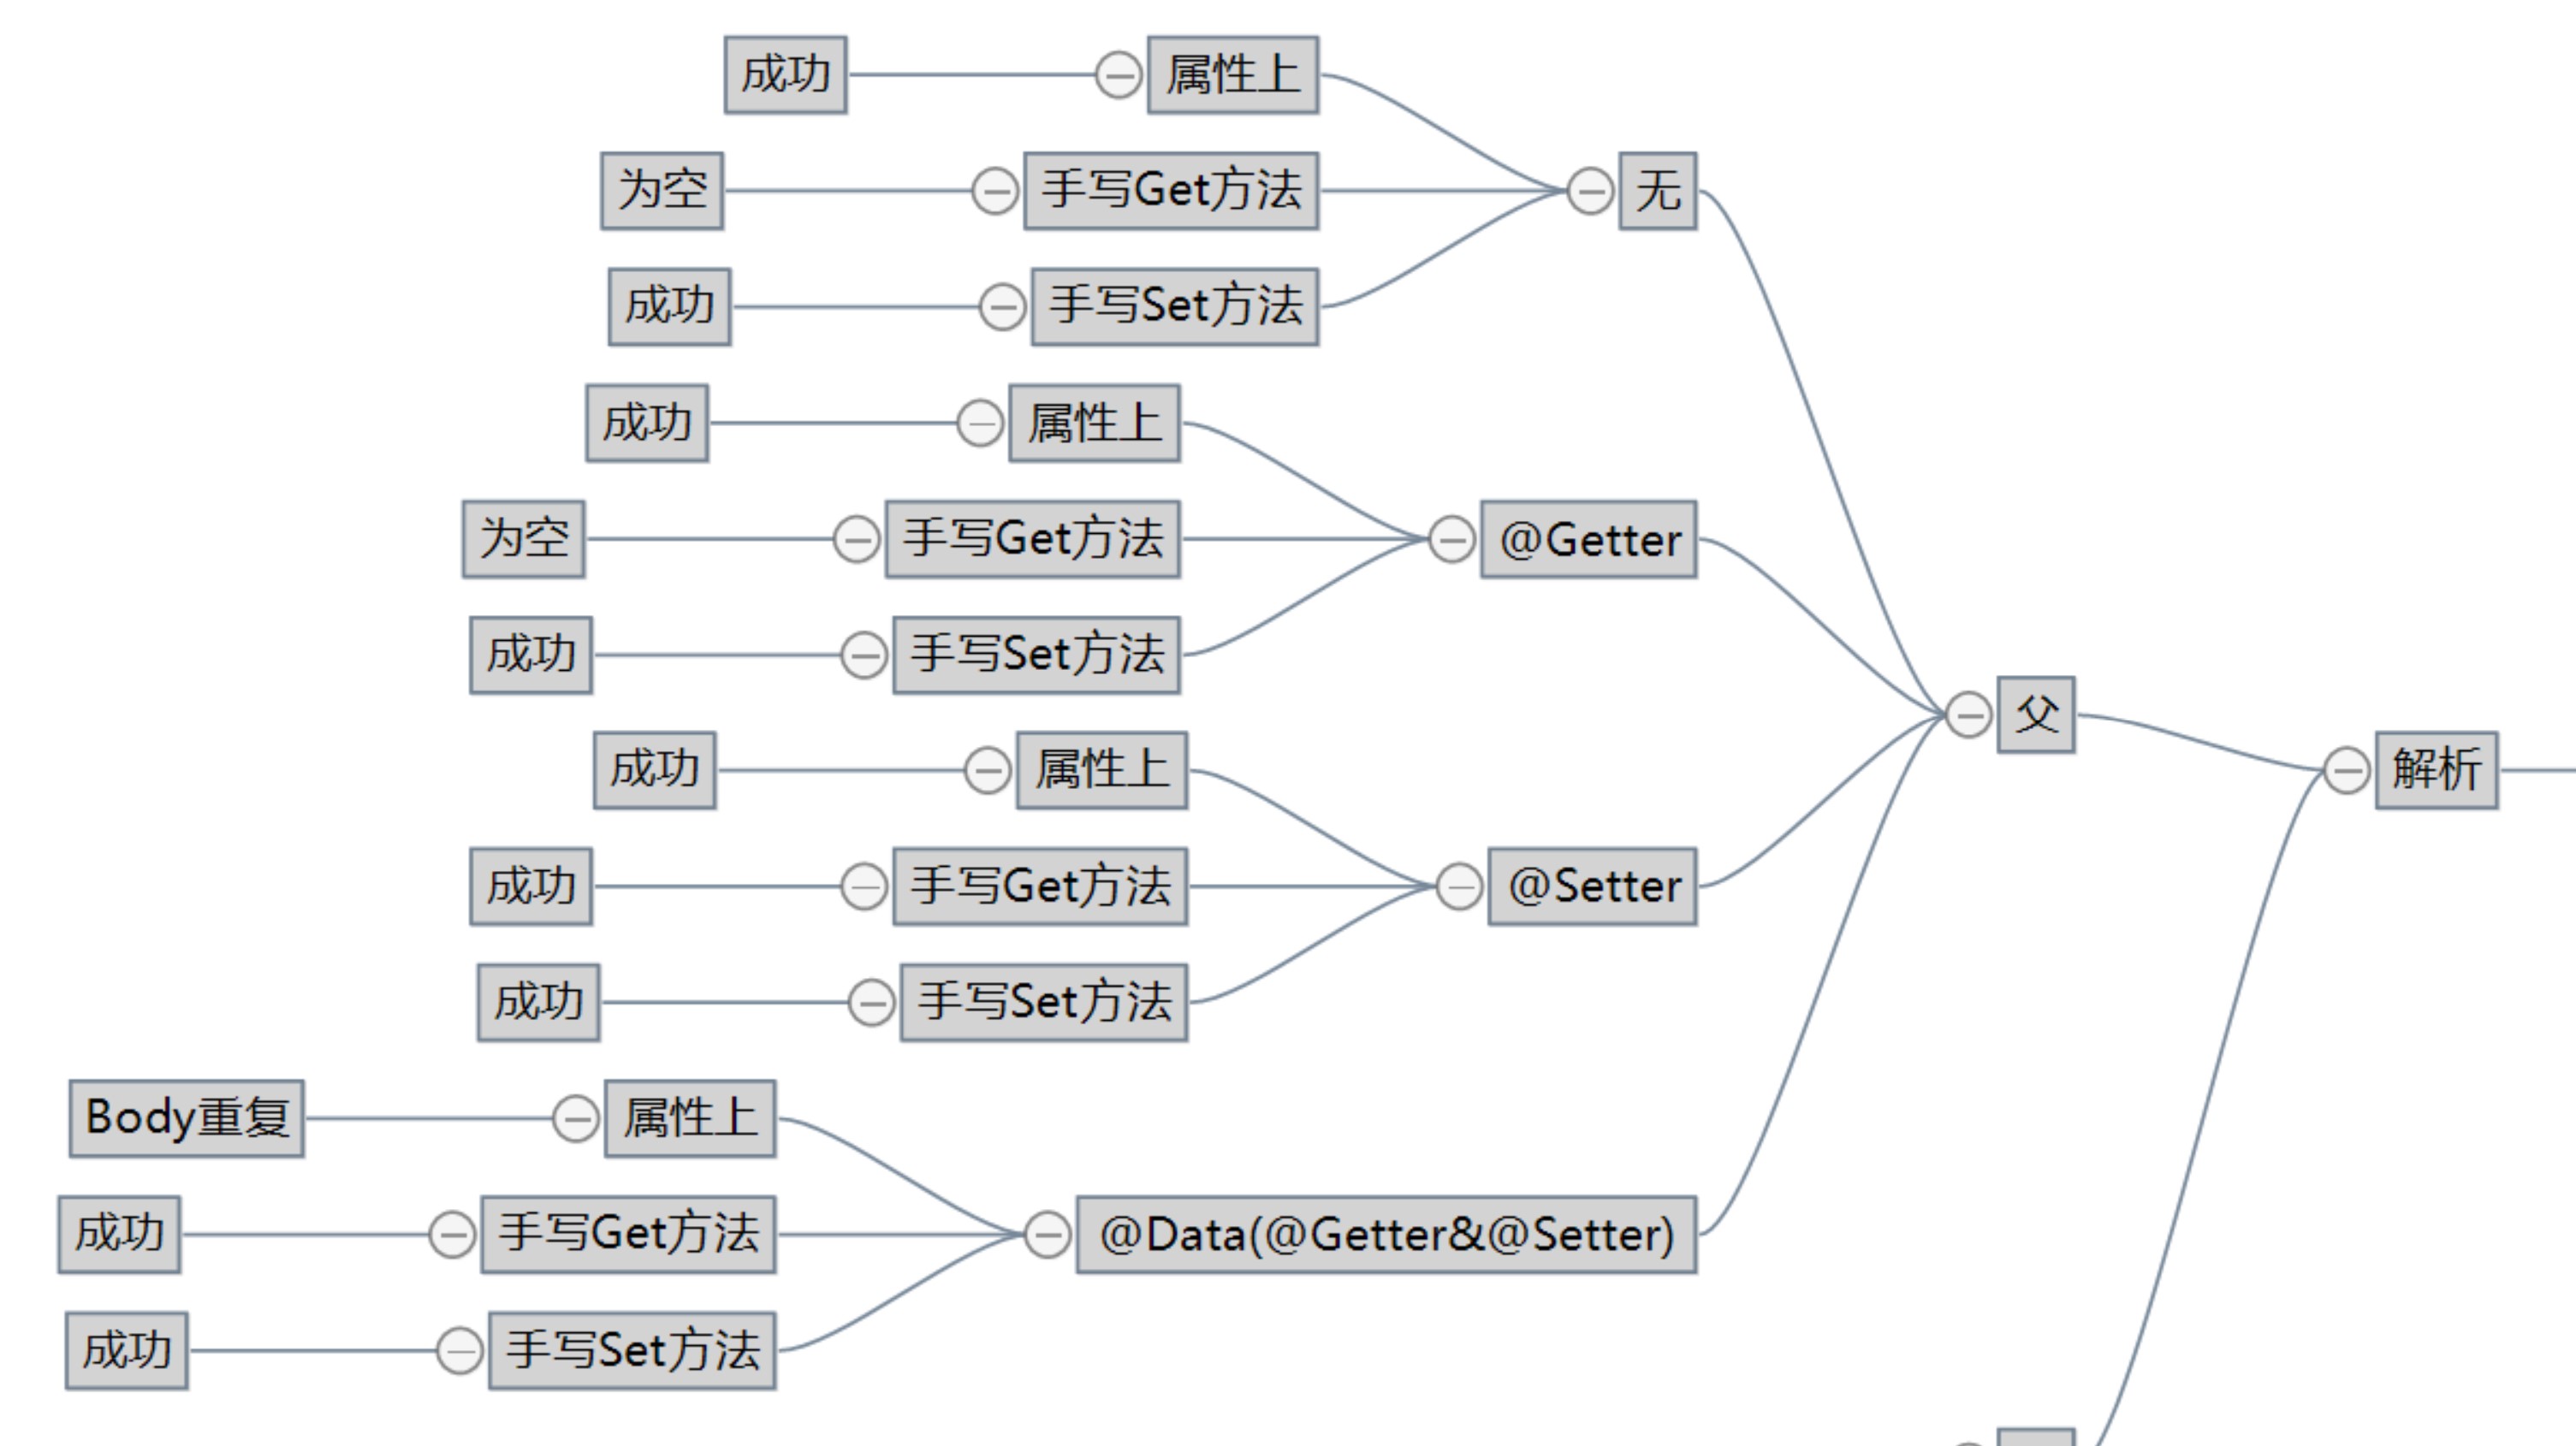 成功
属性上
为空
手写Get方法
无
成功
手写Set方法
成功
属性上
为空
手写Get方法
@Getter
成功
手写Set方法
父
成功
属性上
解析
成功
手写Get方法
@Setter
成功
手写Set方法
Body重复
属性上
成功
手写Get方法
@Data(@Getter&@Setter)
成功
手写Set方法